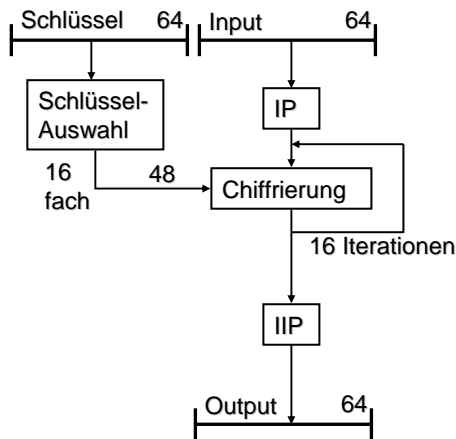 Schlüssel 64
Input 64
Schlüssel-
Auswahl
IP
16
fach
48
Chiffrierung
16 Iterationen
IIP
Output 64